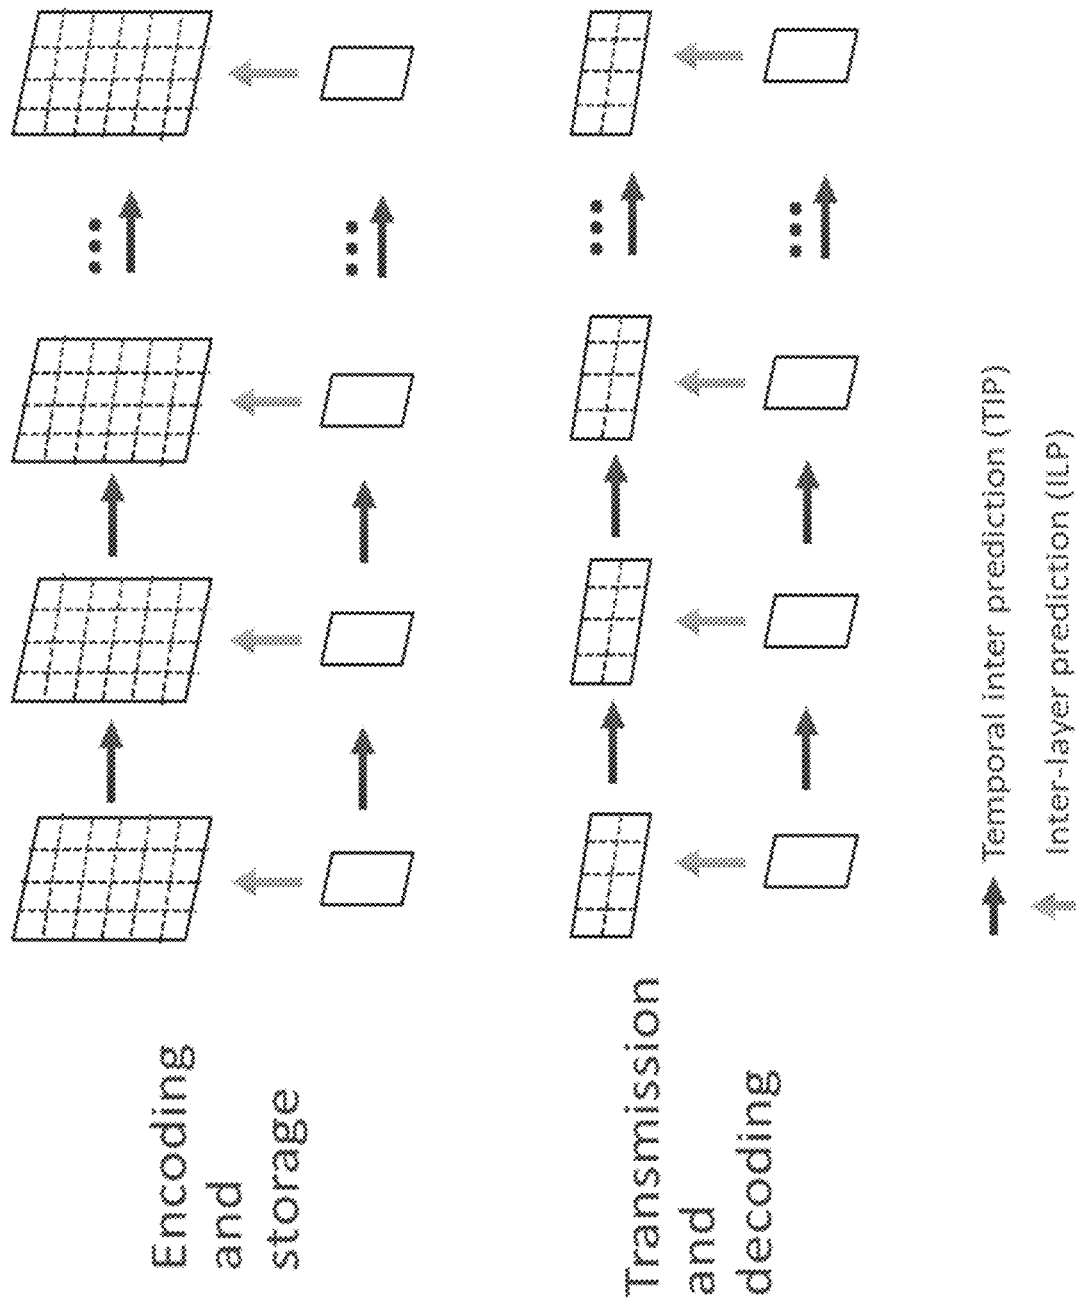 Encoding
and
storage
Transmission
and
decoding
Temporal inter prediction (TIP)
Inter-layer prediction (ILP)